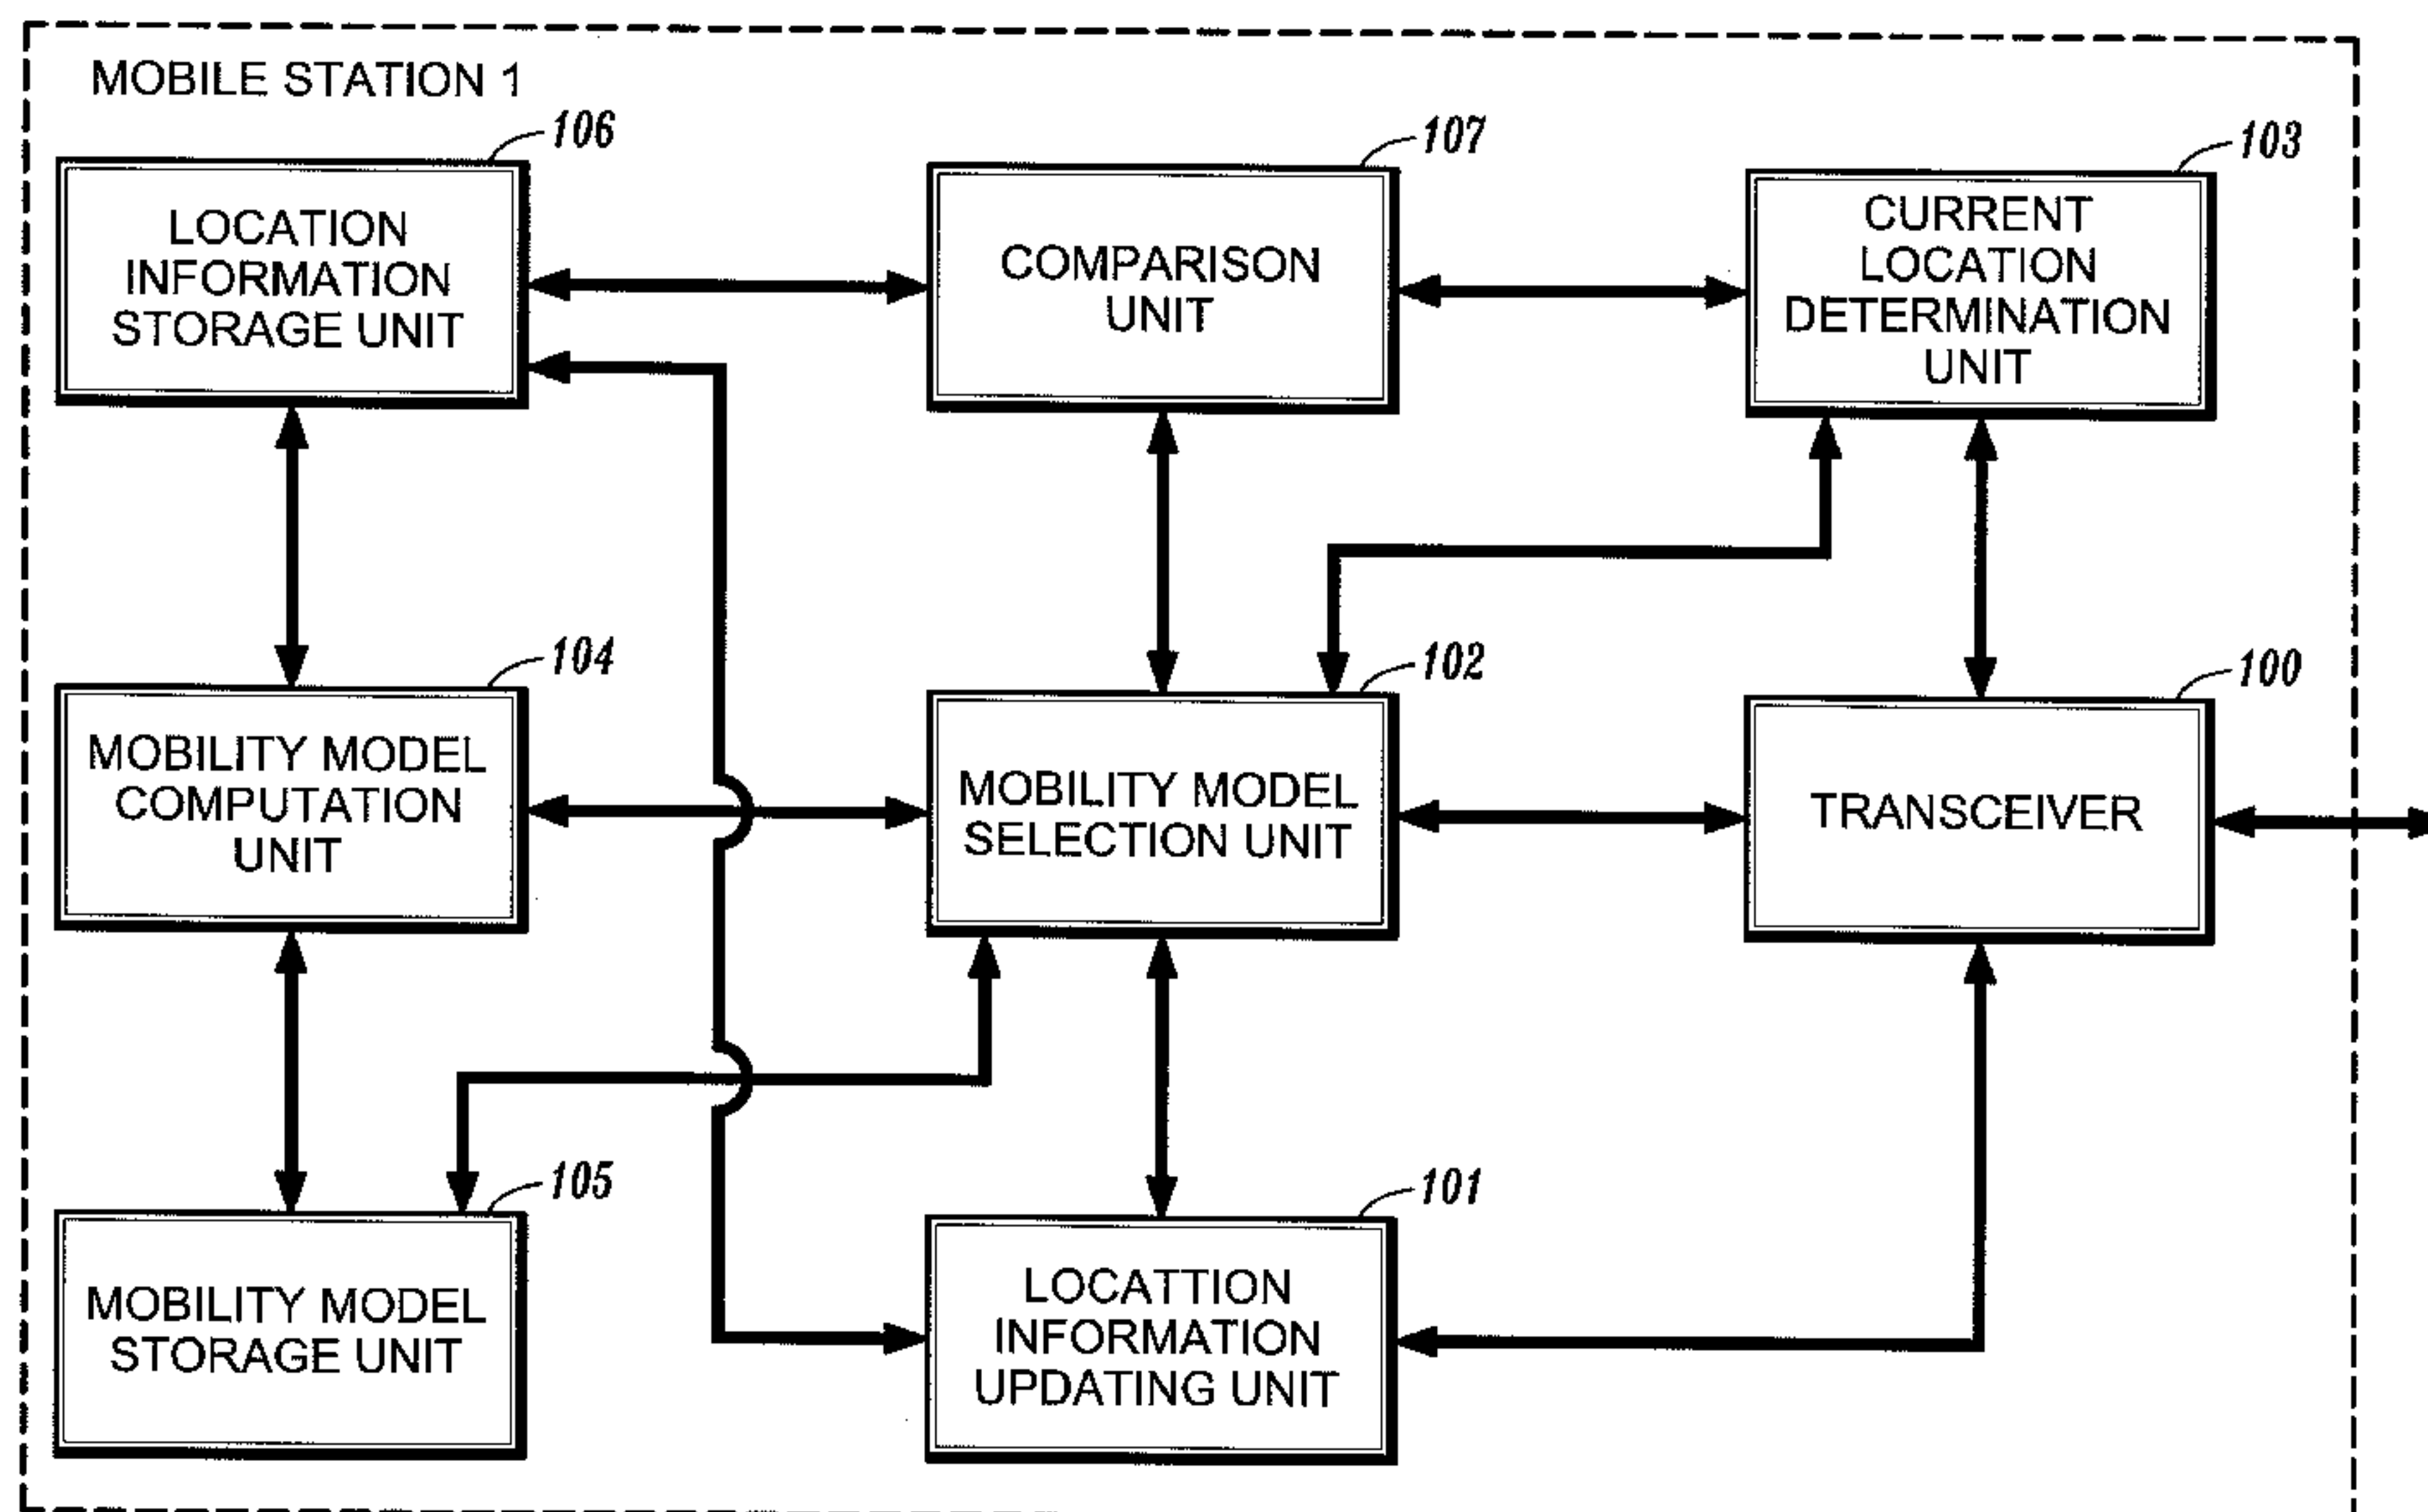 MOBILE STATION 1
106
LOCATION
INFORMATION
STORAGE UNIT
107
COMPARISON
UNIT
103
CURRENT
LOCATION
DETERMINATION
UNIT
104
MOBILITY MODEL
COMPUTATION
UNIT
102
MOBILITY MODEL
SELECTION UNIT
100
TRANSCEIVER
105
MOBILITY MODEL
STORAGE UNIT
101
LOCATTION
INFORMATION
UPDATING UNIT